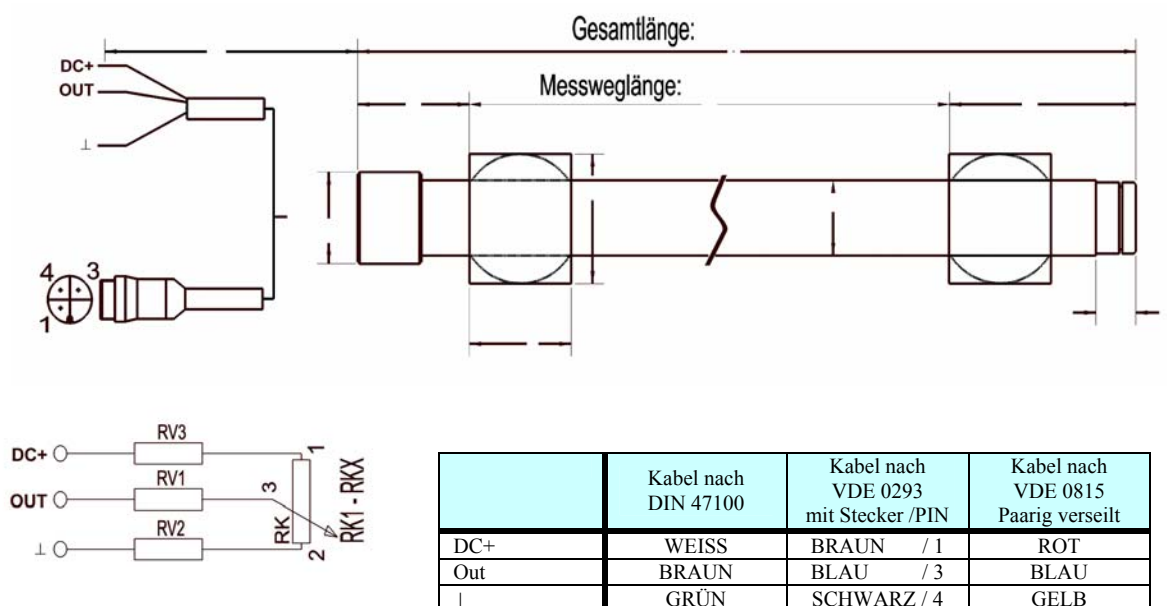 Gesamtlänge:
DC+
OUT
Messweglänge:
⊥
4 3
1
RV3
DC+
1
RV1
OUT
3
RK
RK1 - RKX
RV2
⊥
2
Kabel nach DIN 47100
Kabel nach VDE 0293 mit Stecker /PIN
Kabel nach VDE 0815 Paarig verseilt
DC+ WEISS BRAUN / 1 ROT
Out BRAUN BLAU / 3 BLAU
⊥ GRÜN SCHWARZ / 4 GELB